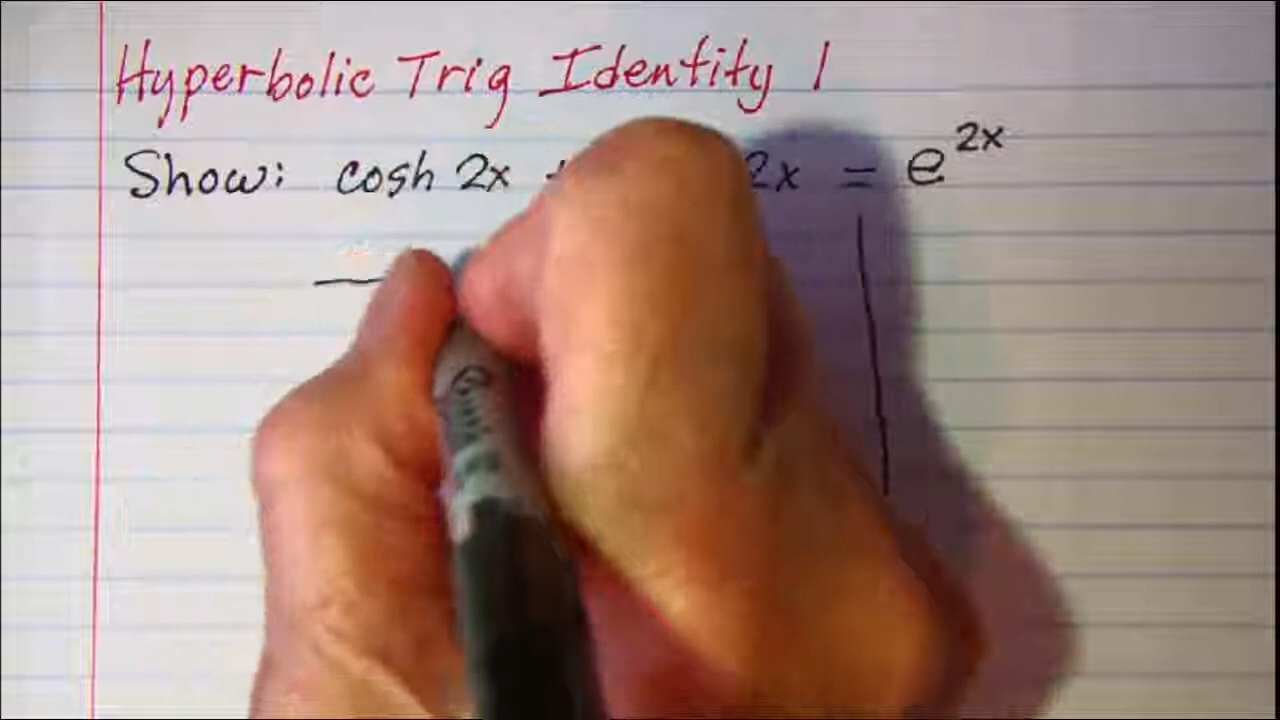 Hyperbolic Trig Identity 1
Show: cosh 2x + 2x = e^2x